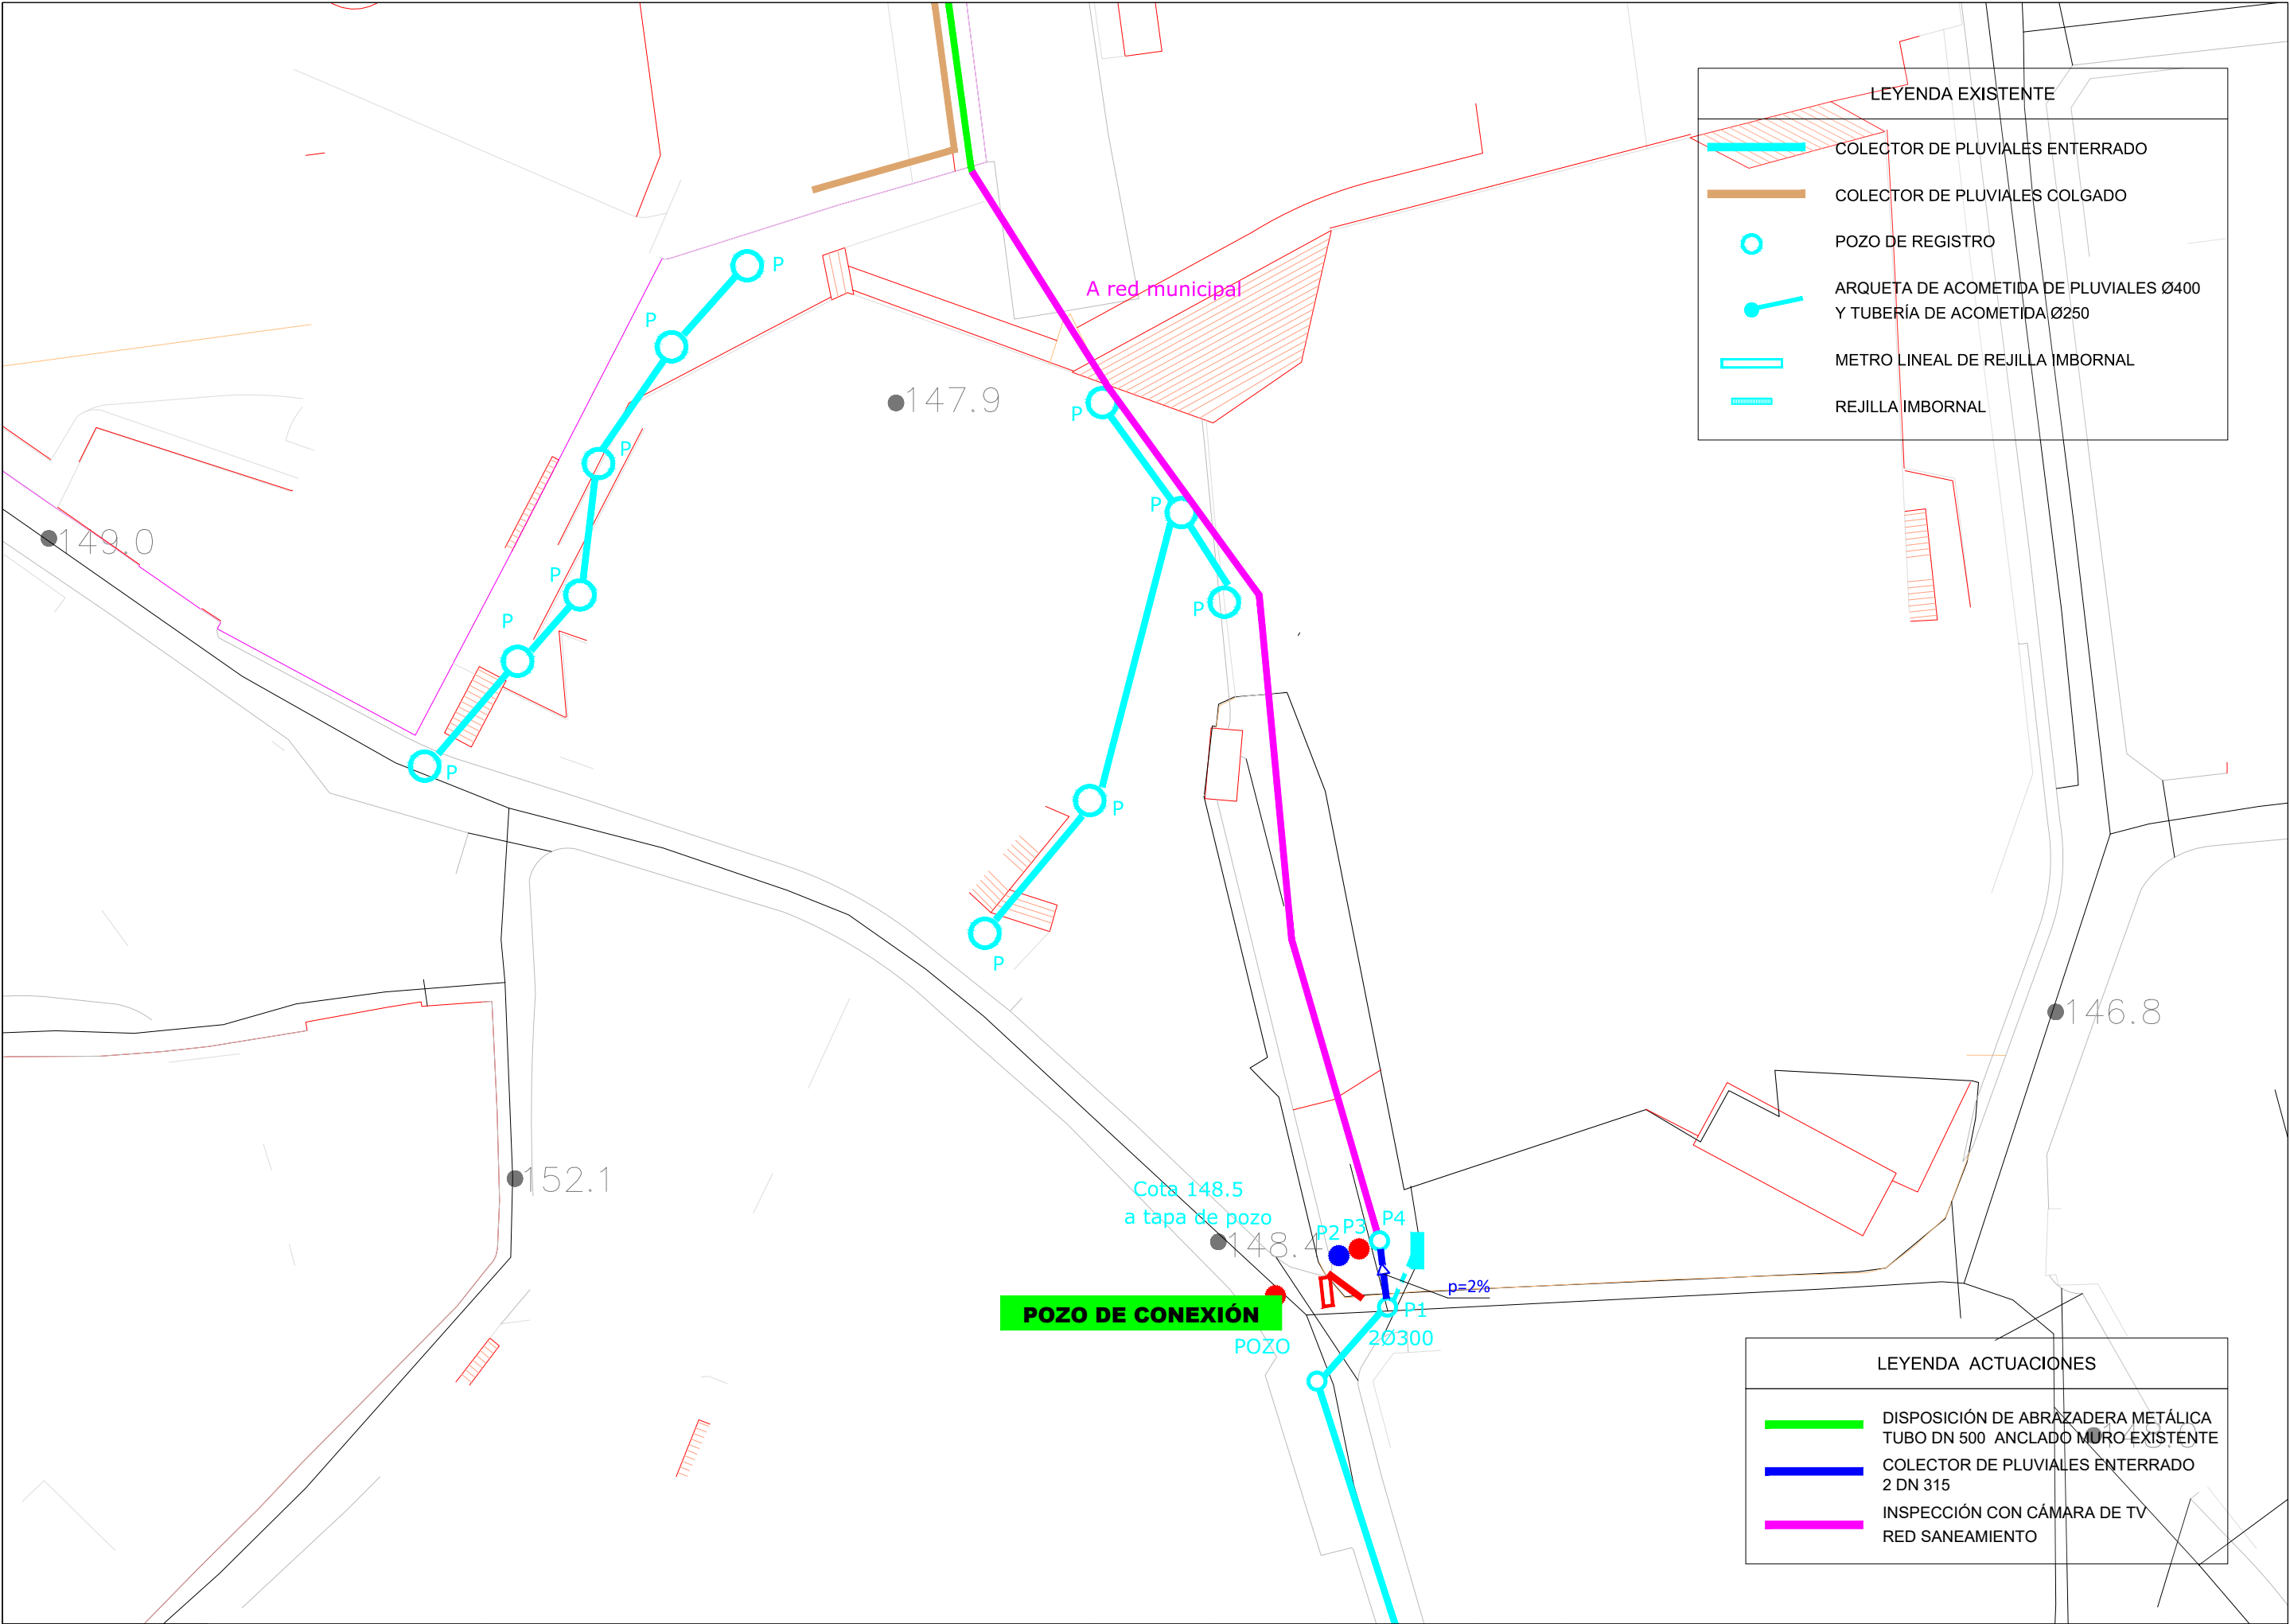 LEYENDA EXISTENTE
COLECTOR DE PLUVIALES ENTERRADO
COLECTOR DE PLUVIALES COLGADO
POZO DE REGISTRO
ARQUETA DE ACOMETIDA DE PLUVIALES Ø400
Y TUBERÍA DE ACOMETIDA Ø250
METRO LINEAL DE REJILLA IMBORNAL
REJILLA IMBORNAL
P
A red municipal
P
147.9
P
P
P
149.0
P
P
P
P
P
P
146.8
152.1
Cota 148.5
a tapa de pozo
P2 P3 P4
148.4
p=2%
POZO DE CONEXIÓN
P1
2Ø300
POZO
LEYENDA ACTUACIONES
DISPOSICIÓN DE ABRAZADERA METÁLICA
TUBO DN 500 ANCLADO MURO EXISTENTE
148.0
COLECTOR DE PLUVIALES ENTERRADO
2 DN 315
INSPECCIÓN CON CÁMARA DE TV
RED SANEAMIENTO